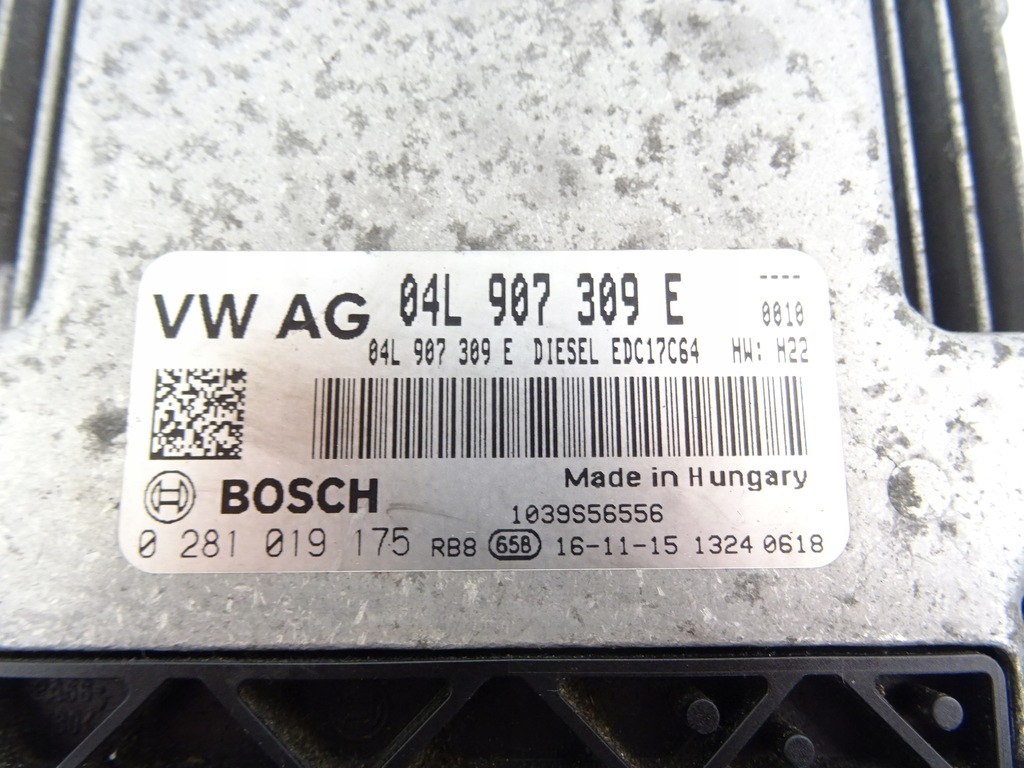 VW AG 04L 907 309 E ----
0010
04L 907 309 E DIESEL EDC17C64 HW: H22
Made in Hungary
BOSCH
1039S56556
0 281 019 175 RB8 658 16-11-15 1324 0618